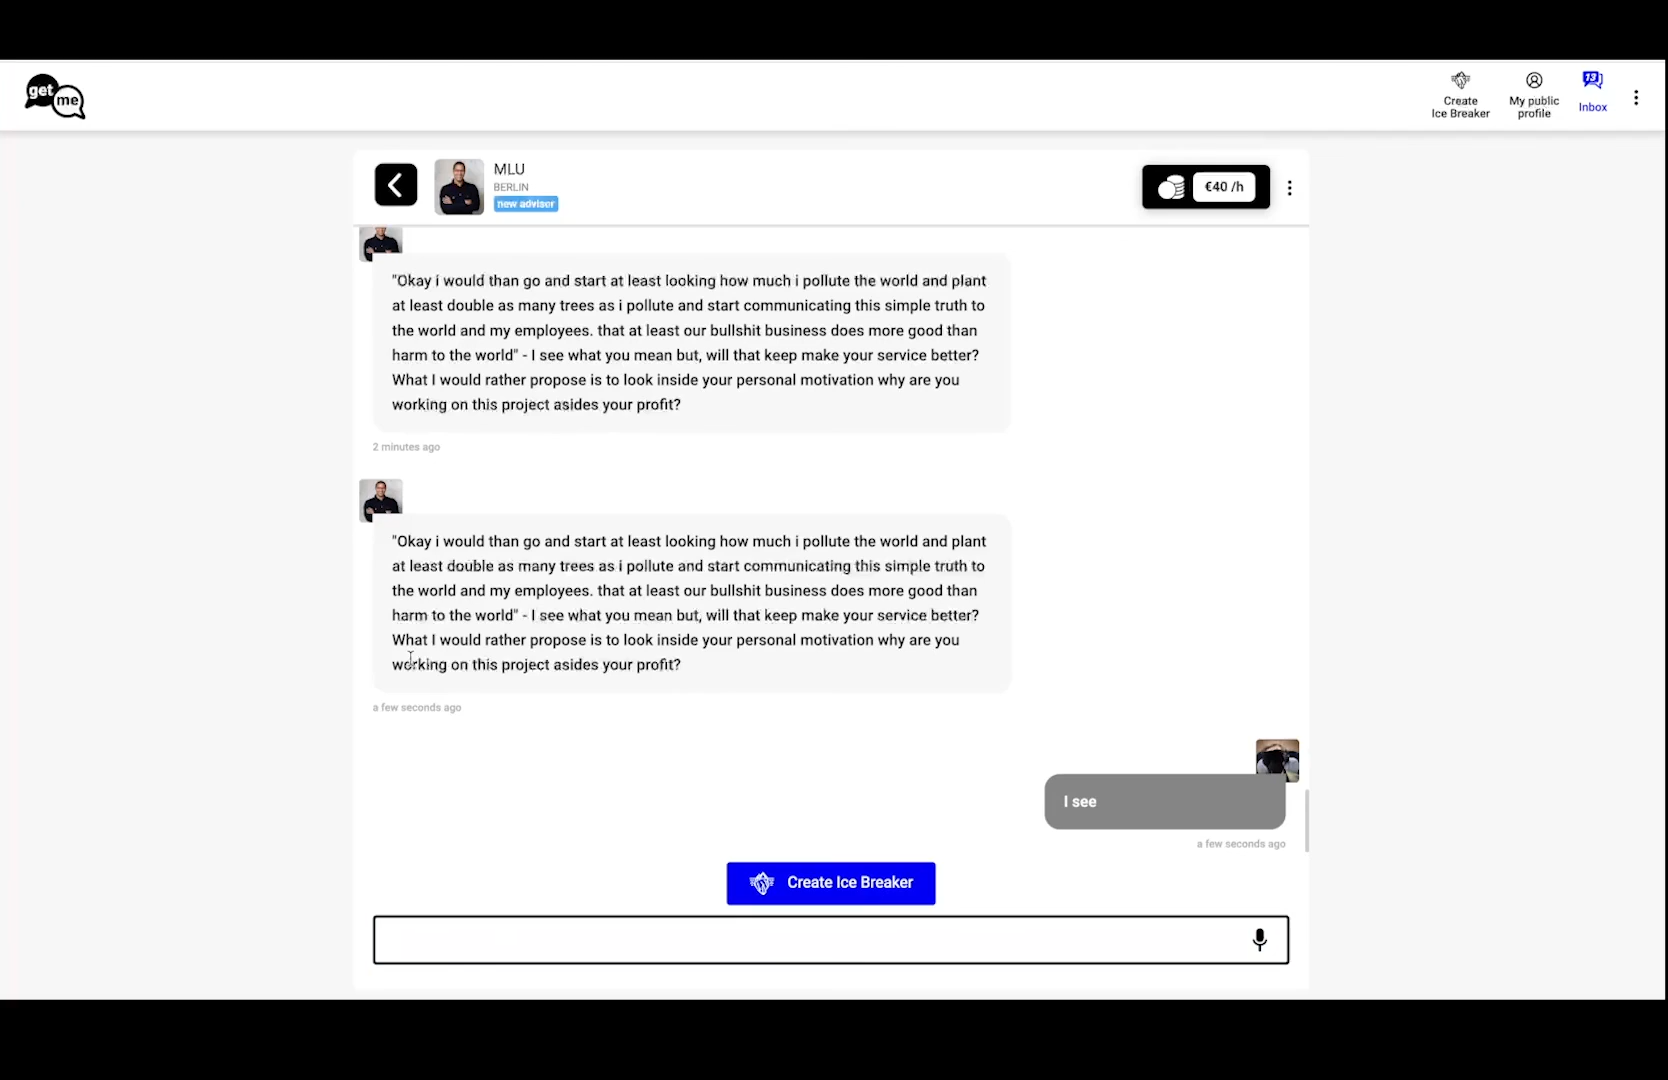 get
me
Create
Ice Breaker
My public
profile
13
Inbox
MLU
BERLIN
new advisor
€40 /h
"Okay i would than go and start at least looking how much i pollute the world and plant
at least double as many trees as i pollute and start communicating this simple truth to
the world and my employees. that at least our bullshit business does more good than
harm to the world" - I see what you mean but, will that keep make your service better?
What I would rather propose is to look inside your personal motivation why are you
working on this project asides your profit?
2 minutes ago
"Okay i would than go and start at least looking how much i pollute the world and plant
at least double as many trees as i pollute and start communicating this simple truth to
the world and my employees. that at least our bullshit business does more good than
harm to the world" - I see what you mean but, will that keep make your service better?
What I would rather propose is to look inside your personal motivation why are you
working on this project asides your profit?
a few seconds ago
I see
a few seconds ago
Create Ice Breaker